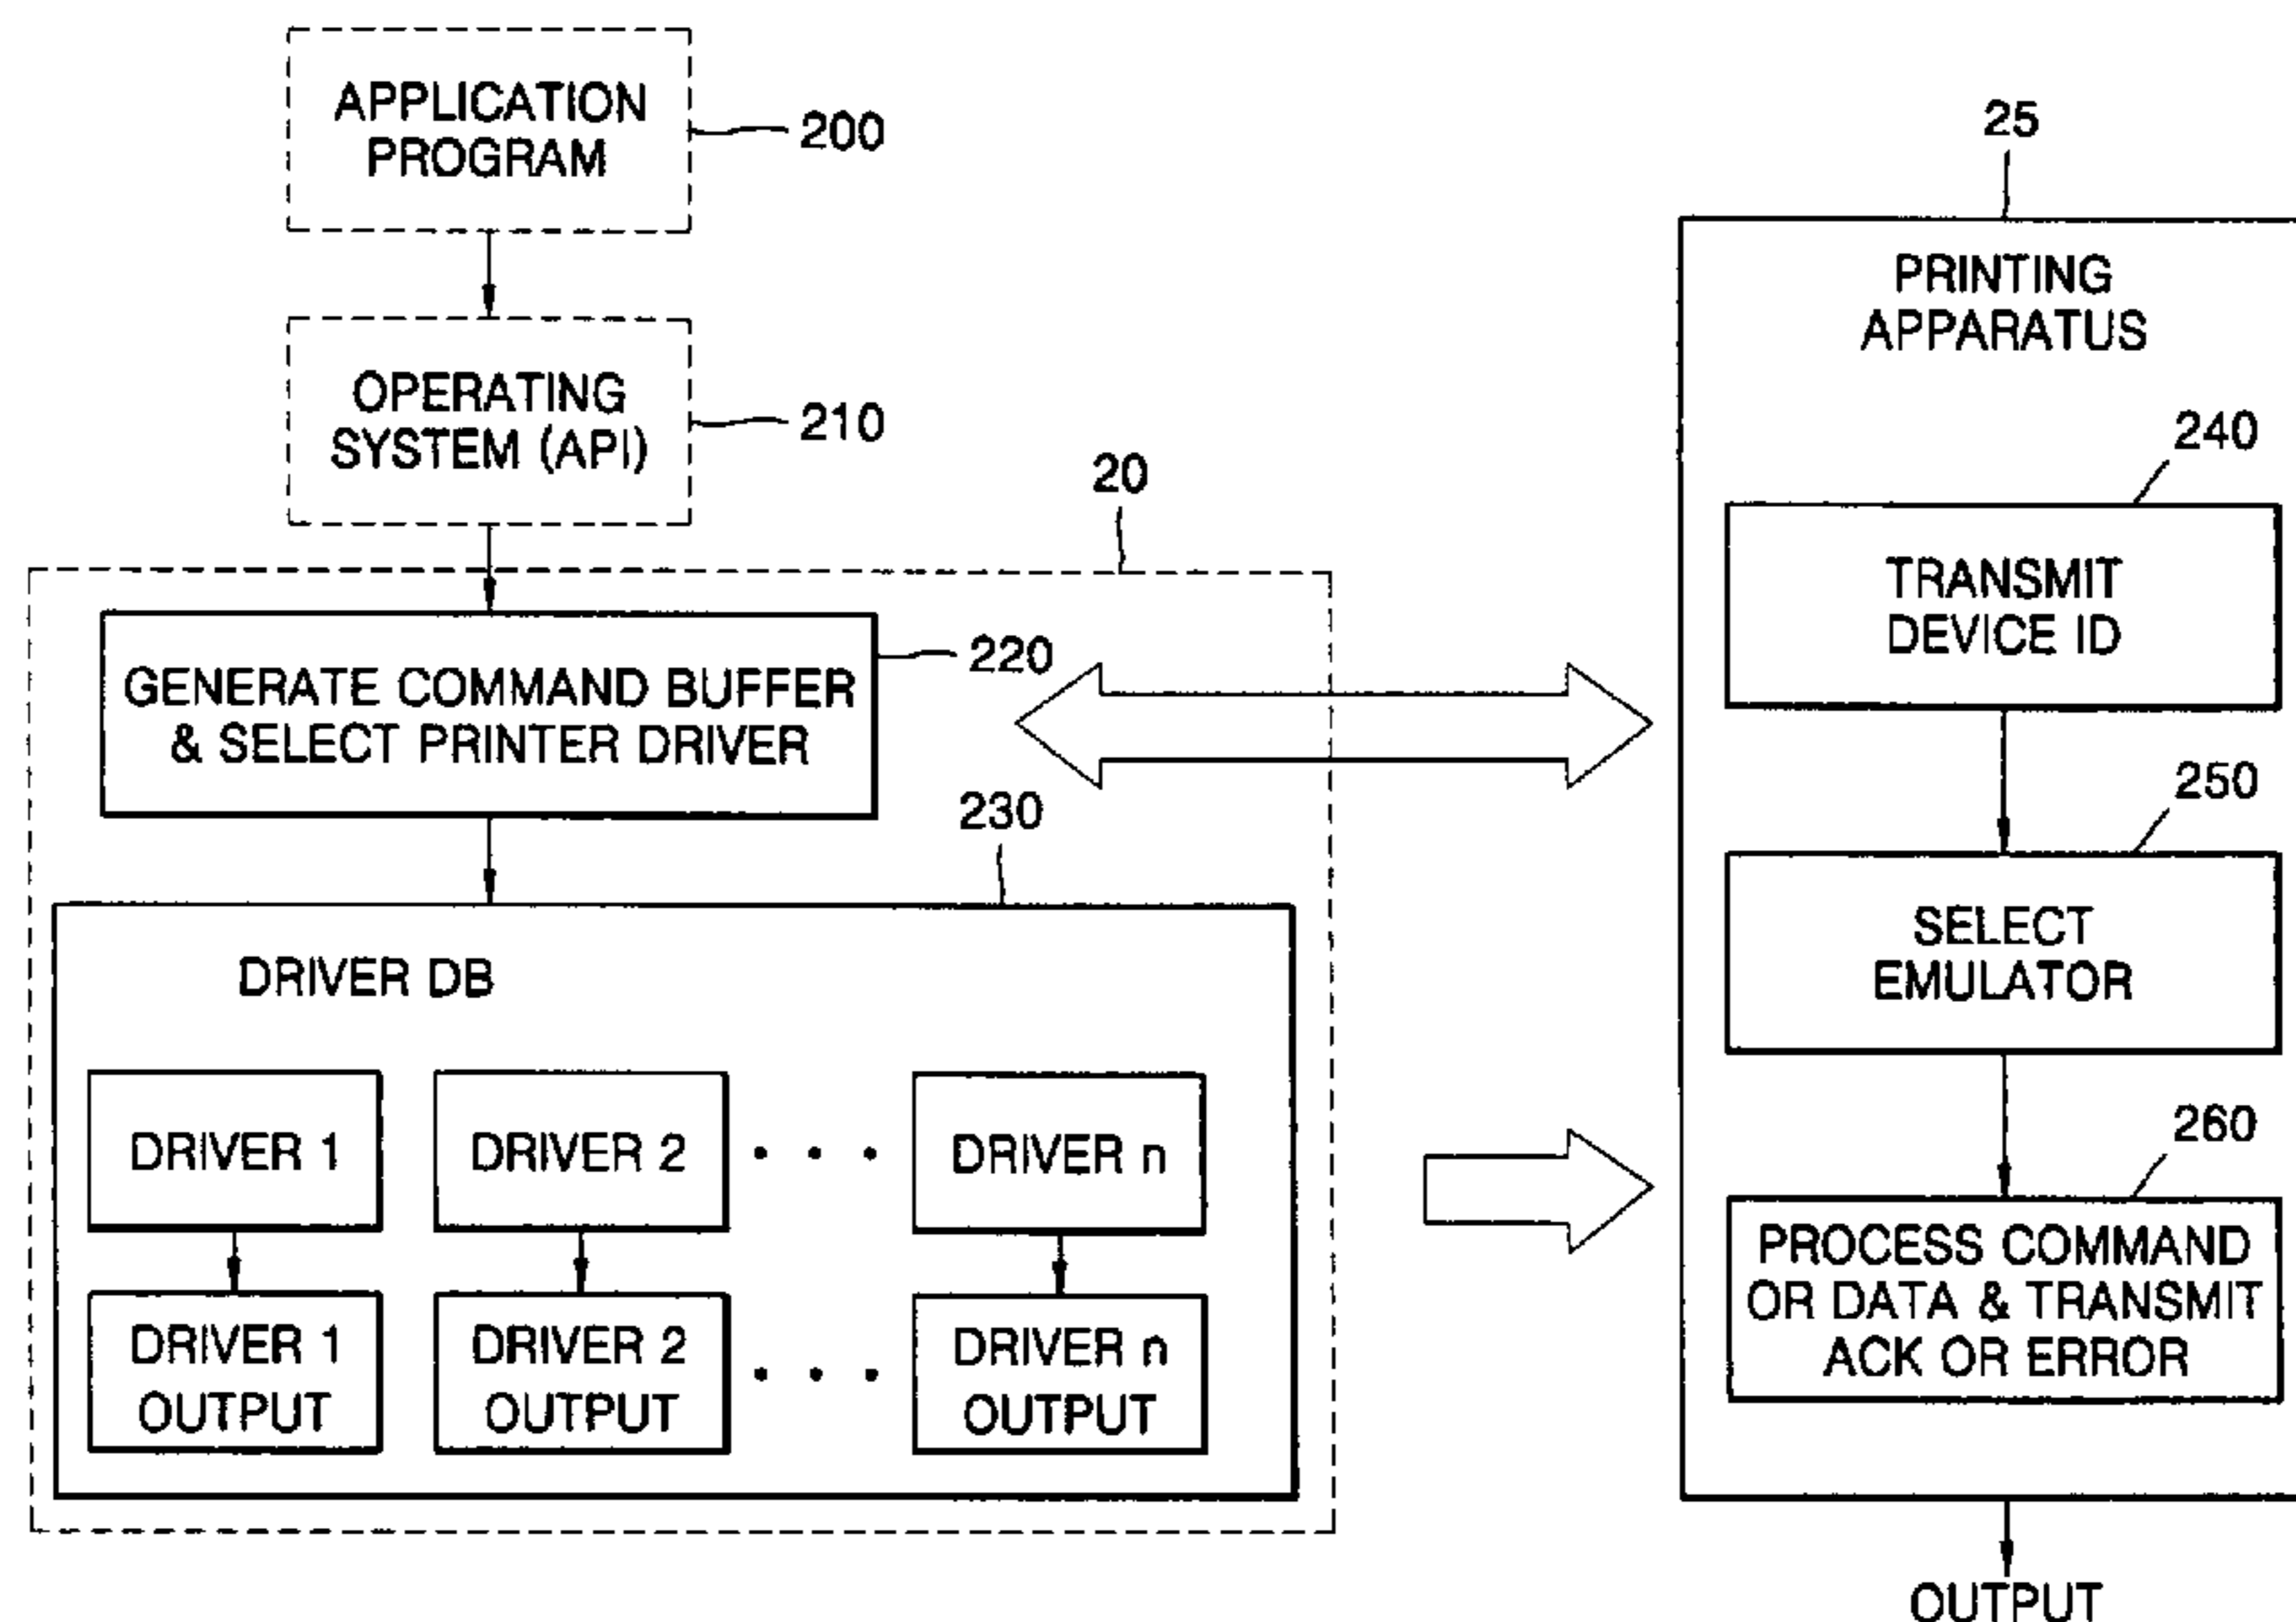 APPLICATION
PROGRAM
200
OPERATING
SYSTEM (API)
210
20
GENERATE COMMAND BUFFER
& SELECT PRINTER DRIVER
220
230
DRIVER DB
DRIVER 1
DRIVER 2
• • •
DRIVER n
DRIVER 1
OUTPUT
DRIVER 2
OUTPUT
• • •
DRIVER n
OUTPUT
25
PRINTING
APPARATUS
240
TRANSMIT
DEVICE ID
250
SELECT
EMULATOR
260
PROCESS COMMAND
OR DATA & TRANSMIT
ACK OR ERROR
OUTPUT